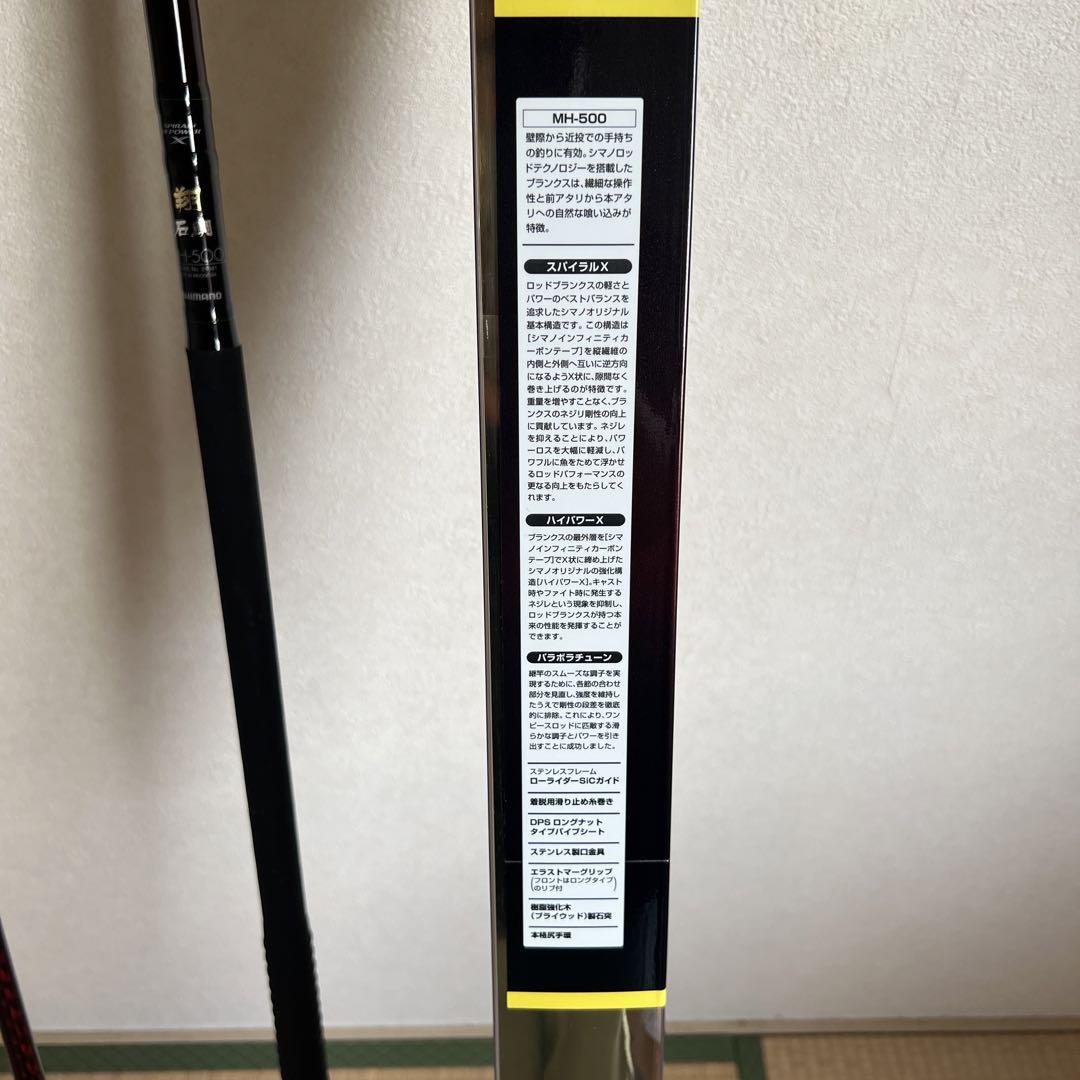 SPIRAL
POWER
X
翔
石鯛
H-500
SHIMANO
MH-500
壁際から近投での手持ち
の釣りに有効。シマノロッ
ドテクノロジーを搭載した
ブランクスは、繊細な操作
性と前アタリから本アタ
リへの自然な喰い込みが
特徴。
スパイラルX
ロッドブランクスの軽さと
パワーのベストバランスを
追求したシマノオリジナル
基本構造です。この構造は
[シマノインフィニティカ
ーボンテープ]を縦繊維の
内側と外側へ互いに逆方向
になるようX状に、隙間なく
巻き上げるのが特徴です。
重量を増やすことなく、ブラ
ンクスのネジリ剛性の向上
に貢献しています。ネジレ
を抑えることにより、パワ
ーロスを大幅に軽減し、パ
ワフルに魚をためて浮かせ
るロッドパフォーマンスの
更なる向上をもたらしてく
れます。
ハイパワーX
ブランクスの最外層を[シマ
ノインフィニティカーボン
テープ]でX状に締め上げた
シマノオリジナルの強化構
造[ハイパワーX]。キャスト
時やファイト時に発生する
ネジレという現象を抑制し、
ロッドブランクスが持つ本
来の性能を発揮することが
できます。
パラボラチューン
継竿のスムーズな調子を実
現するために、各節の合わせ
部分を見直し、強度を維持し
たうえで剛性の段差を徹底
的に排除。これにより、ワン
ピースロッドに匹敵する滑
らかな調子とパワーを引き
出すことに成功しました。
ステンレスフレーム
ローライダーSiCガイド
着脱用滑り止め糸巻き
DPS ロングナット
タイプパイプシート
ステンレス製口金具
エラストマーグリップ
(フロントはロングタイプ
のリブ付)
樹脂強化木
(プライウッド)製石突
本格尻手環